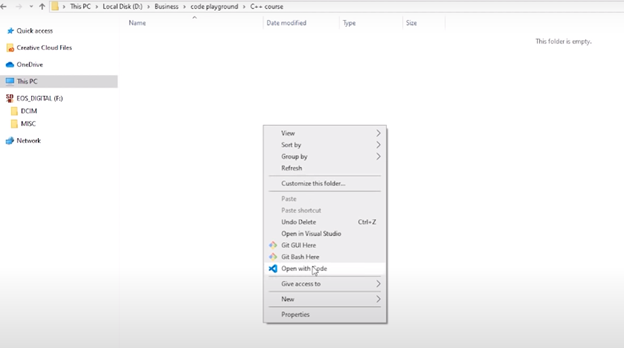 This PC > Local Disk (D:) > Business > code playground > C++ course
Name Date modified Type Size
This folder is empty.
Quick access
Creative Cloud Files
OneDrive
This PC
EOS_DIGITAL (F:)
DCIM
MISC
Network
View
Sort by
Group by
Refresh
Customize this folder...
Paste
Paste shortcut
Undo Delete Ctrl+Z
Open in Visual Studio
Git GUI Here
Git Bash Here
Open with Code
Give access to
New
Properties